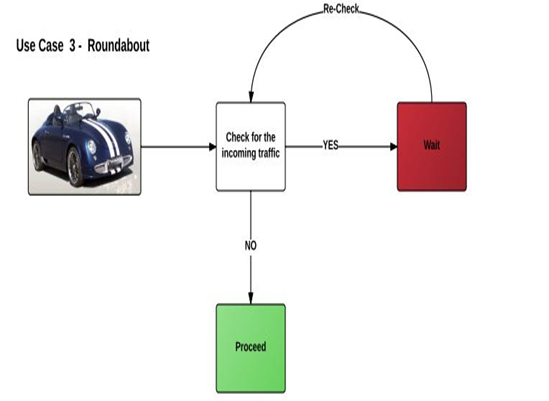 Re-Check
Use Case 3 - Roundabout
Check for the
incoming traffic
YES
Wait
NO
Proceed